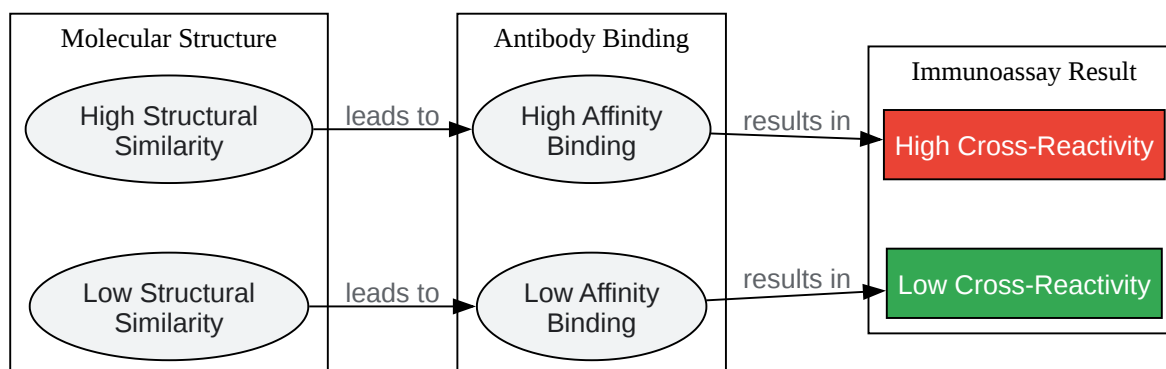 Molecular Structure
High Structural
Similarity
Low Structural
Similarity
leads to
leads to
Antibody Binding
High Affinity
Binding
Low Affinity
Binding
results in
results in
Immunoassay Result
High Cross-Reactivity
Low Cross-Reactivity